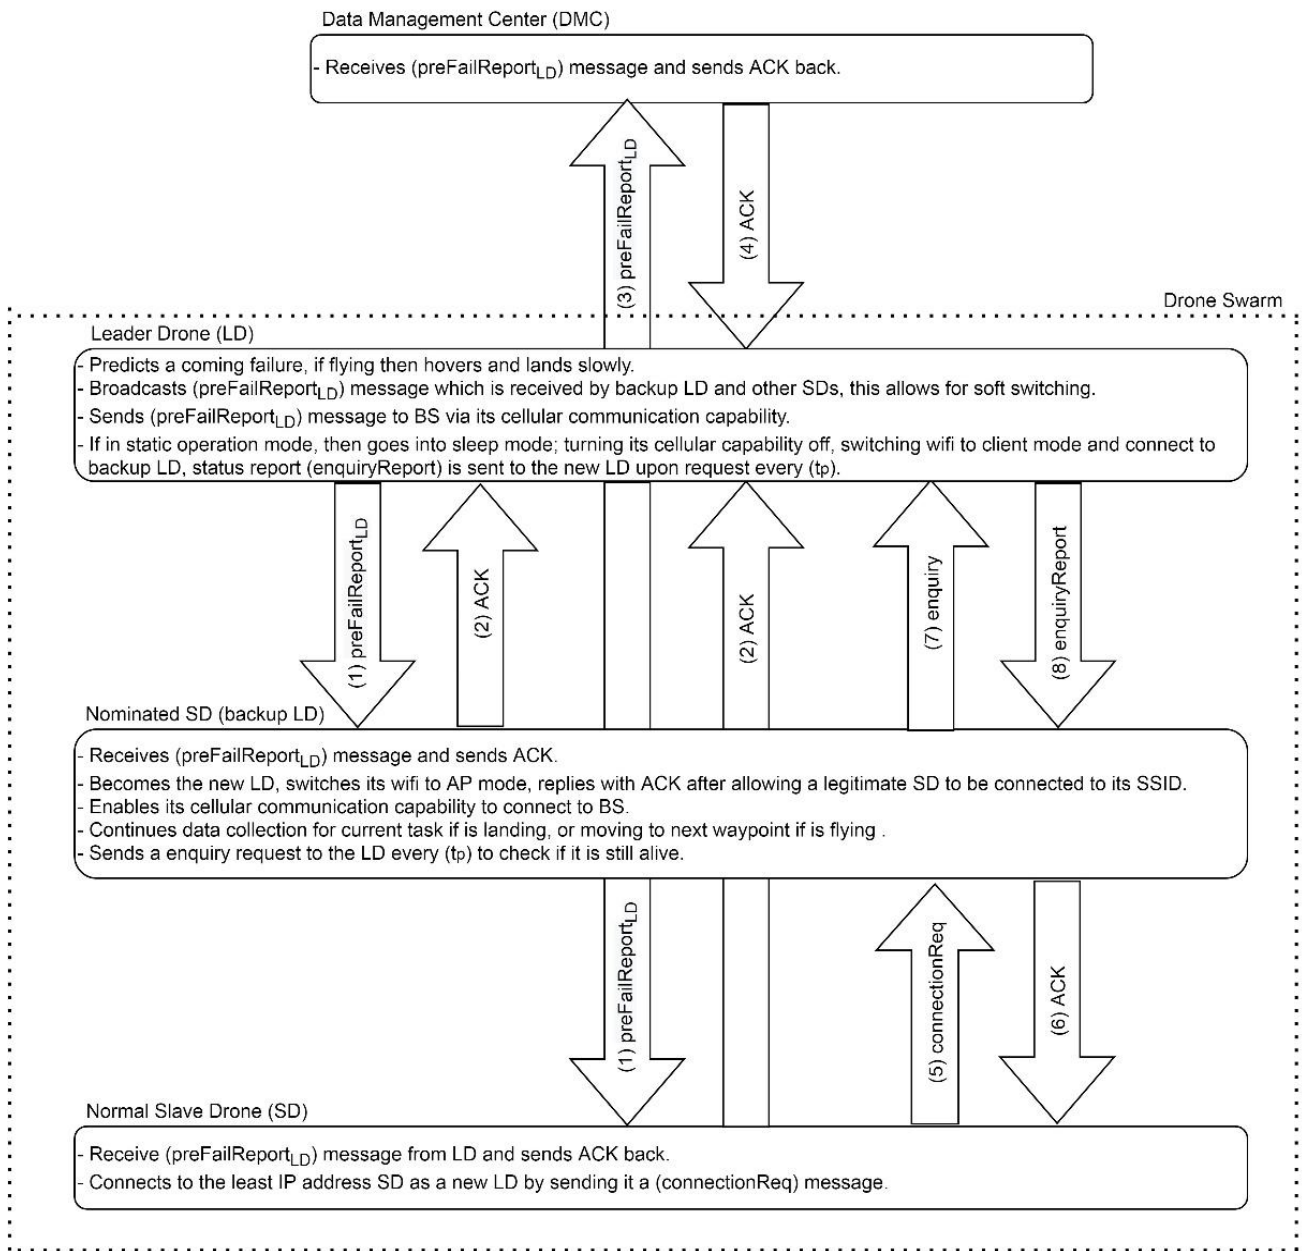 Data Management Center (DMC)
- Receives (preFailReportLD) message and sends ACK back.
(3) preFailReportLD
(4) ACK
Drone Swarm
Leader Drone (LD)
- Predicts a coming failure, if flying then hovers and lands slowly.
- Broadcasts (preFailReportLD) message which is received by backup LD and other SDs, this allows for soft switching.
- Sends (preFailReportLD) message to BS via its cellular communication capability.
- If in static operation mode, then goes into sleep mode; turning its cellular capability off, switching wifi to client mode and connect to
backup LD, status report (enquiryReport) is sent to the new LD upon request every (tp).
(1) preFailReportLD
(2) ACK
(2) ACK
(7) enquiry
(8) enquiryReport
Nominated SD (backup LD)
- Receives (preFailReportLD) message and sends ACK.
- Becomes the new LD, switches its wifi to AP mode, replies with ACK after allowing a legitimate SD to be connected to its SSID.
- Enables its cellular communication capability to connect to BS.
- Continues data collection for current task if is landing, or moving to next waypoint if is flying .
- Sends a enquiry request to the LD every (tp) to check if it is still alive.
(1) preFailReportLD
(5) connectionReq
(6) ACK
Normal Slave Drone (SD)
- Receive (preFailReportLD) message from LD and sends ACK back.
- Connects to the least IP address SD as a new LD by sending it a (connectionReq) message.